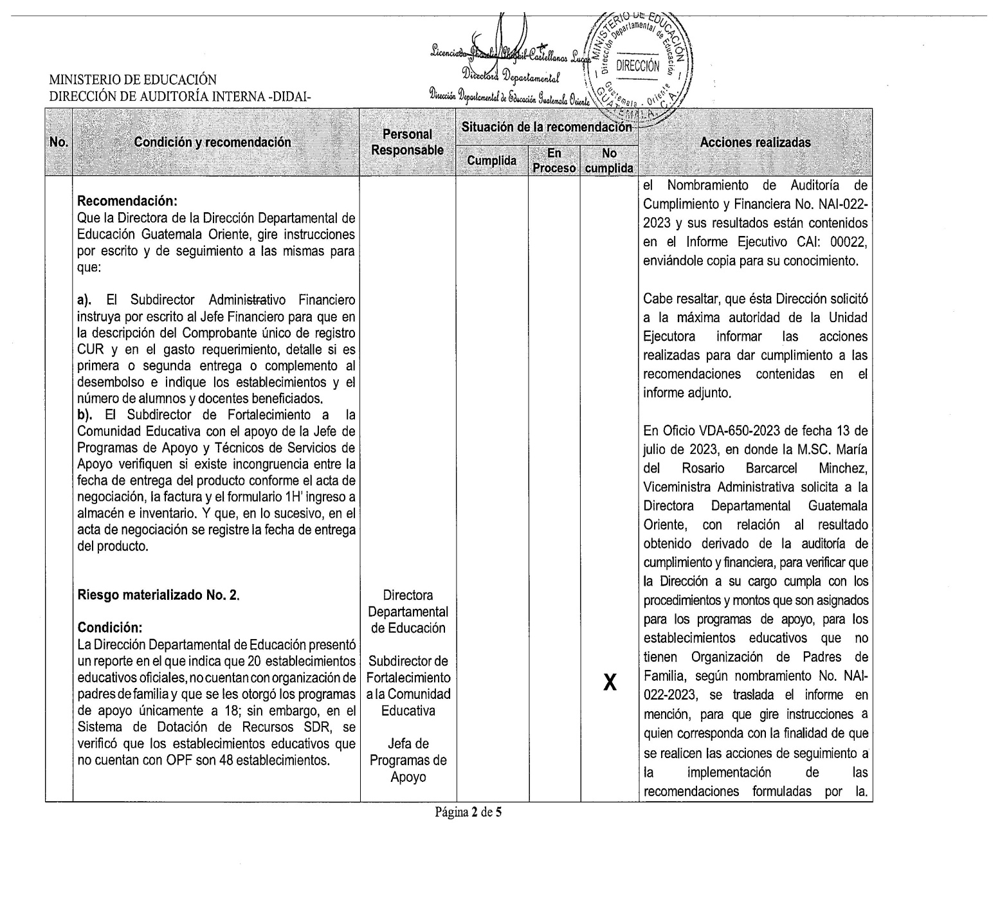 MINISTERIO DE EDUCACIÓN
Dirección Departamental de Educación
DIRECCIÓN
Guatemala - Oriente
GUATEMALA, C.A.
Licenciada Castellanos Lucas
Directora Departamental
Dirección Departamental de Educación Guatemala Oriente
MINISTERIO DE EDUCACIÓN
DIRECCIÓN DE AUDITORÍA INTERNA -DIDAI-
No.
Condición y recomendación
Personal
Responsable
Situación de la recomendación
Cumplida
En
Proceso
No
cumplida
Acciones realizadas
Recomendación:
Que la Directora de la Dirección Departamental de
Educación Guatemala Oriente, gire instrucciones
por escrito y de seguimiento a las mismas para
que:
a). El Subdirector Administrativo Financiero
instruya por escrito al Jefe Financiero para que en
la descripción del Comprobante único de registro
CUR y en el gasto requerimiento, detalle si es
primera o segunda entrega o complemento al
desembolso e indique los establecimientos y el
número de alumnos y docentes beneficiados.
b). El Subdirector de Fortalecimiento a la
Comunidad Educativa con el apoyo de la Jefe de
Programas de Apoyo y Técnicos de Servicios de
Apoyo verifiquen si existe incongruencia entre la
fecha de entrega del producto conforme el acta de
negociación, la factura y el formulario 1H' ingreso a
almacén e inventario. Y que, en lo sucesivo, en el
acta de negociación se registre la fecha de entrega
del producto.
Riesgo materializado No. 2.
Condición:
La Dirección Departamental de Educación presentó
un reporte en el que indica que 20 establecimientos
educativos oficiales, no cuentan con organización de
padres de familia y que se les otorgó los programas
de apoyo únicamente a 18; sin embargo, en el
Sistema de Dotación de Recursos SDR, se
verificó que los establecimientos educativos que
no cuentan con OPF son 48 establecimientos.
Directora
Departamental
de Educación
Subdirector de
Fortalecimiento
a la Comunidad
Educativa
Jefa de
Programas de
Apoyo
X
el Nombramiento de Auditoría de
Cumplimiento y Financiera No. NAI-022-
2023 y sus resultados están contenidos
en el Informe Ejecutivo CAI: 00022,
enviándole copia para su conocimiento.
Cabe resaltar, que ésta Dirección solicitó
a la máxima autoridad de la Unidad
Ejecutora informar las acciones
realizadas para dar cumplimiento a las
recomendaciones contenidas en el
informe adjunto.
En Oficio VDA-650-2023 de fecha 13 de
julio de 2023, en donde la M.SC. María
del Rosario Barcarcel Minchez,
Viceministra Administrativa solicita a la
Directora Departamental Guatemala
Oriente, con relación al resultado
obtenido derivado de la auditoría de
cumplimiento y financiera, para verificar que
la Dirección a su cargo cumpla con los
procedimientos y montos que son asignados
para los programas de apoyo, para los
establecimientos educativos que no
tienen Organización de Padres de
Familia, según nombramiento No. NAI-
022-2023, se traslada el informe en
mención, para que gire instrucciones a
quien corresponda con la finalidad de que
se realicen las acciones de seguimiento a
la implementación de las
recomendaciones formuladas por la.
Página 2 de 5